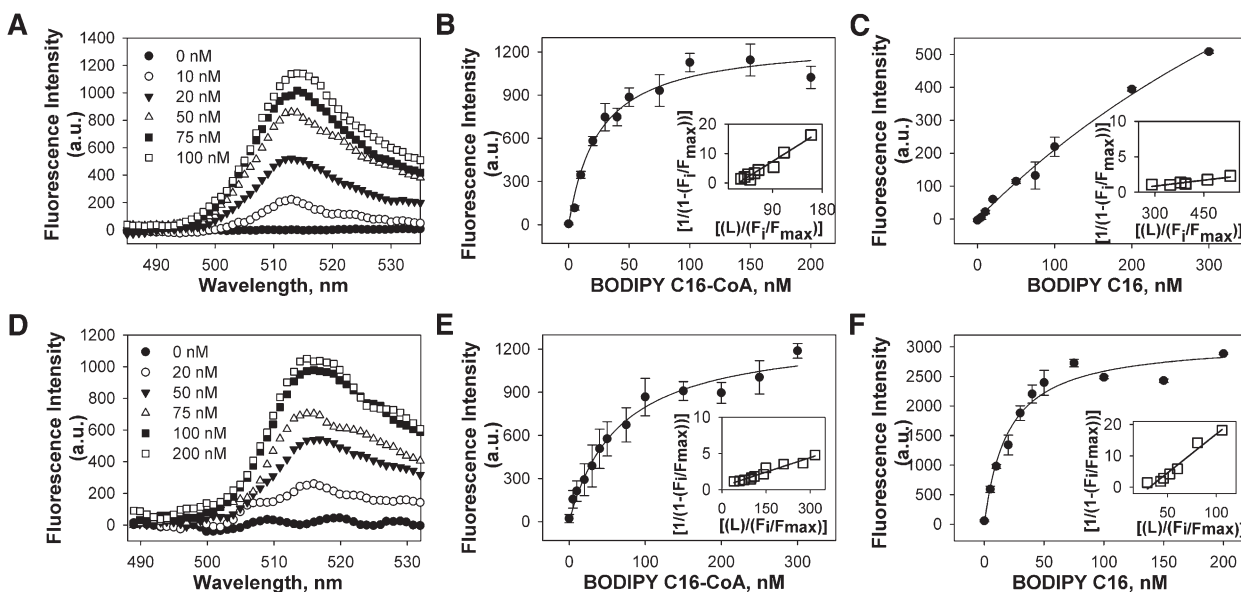 A
Fluorescence Intensity
(a.u.)
1400
1200
1000
800
600
400
200
0
0 nM
10 nM
20 nM
50 nM
75 nM
100 nM
490 500 510 520 530
Wavelength, nm
B
Fluorescence Intensity
(a.u.)
1200
900
600
300
0
0 50 100 150 200
BODIPY C16-CoA, nM
[1/(1-(Fi/Fmax))]
20
10
0
90 180
[(L)/(Fi/Fmax)]
C
Fluorescence Intensity
(a.u.)
500
400
300
200
100
0
0 100 200 300
BODIPY C16, nM
[1/(1-(Fi/Fmax))]
10
5
0
300 450
[(L)/(Fi/Fmax)]
D
Fluorescence Intensity
(a.u.)
1200
1000
800
600
400
200
0
0 nM
20 nM
50 nM
75 nM
100 nM
200 nM
490 500 510 520 530
Wavelength, nm
E
Fluorescence Intensity
(a.u.)
1200
900
600
300
0
0 50 100 150 200 250 300
BODIPY C16-CoA, nM
[1/(1-(Fi/Fmax))]
10
5
0
0 150 300
[(L)/(Fi/Fmax)]
F
Fluorescence Intensity
(a.u.)
3000
2500
2000
1500
1000
500
0
0 50 100 150 200
BODIPY C16, nM
[1/(1-(Fi/Fmax))]
20
10
0
50 100
[(L)/(Fi/Fmax)]